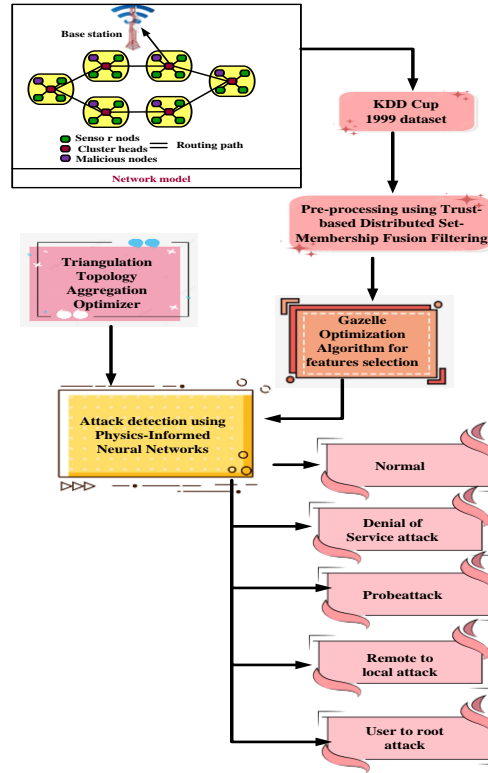 Base station
Senso r nods
Cluster heads
Malicious nodes
Routing path
Network model
KDD Cup
1999 dataset
Pre-processing using Trust-
based Distributed Set-
Membership Fusion Filtering
Triangulation
Topology
Aggregation
Optimizer
Gazelle
Optimization
Algorithm for
features selection
Attack detection using
Physics-Informed
Neural Networks
Normal
Denial of
Service attack
Probeattack
Remote to
local attack
User to root
attack